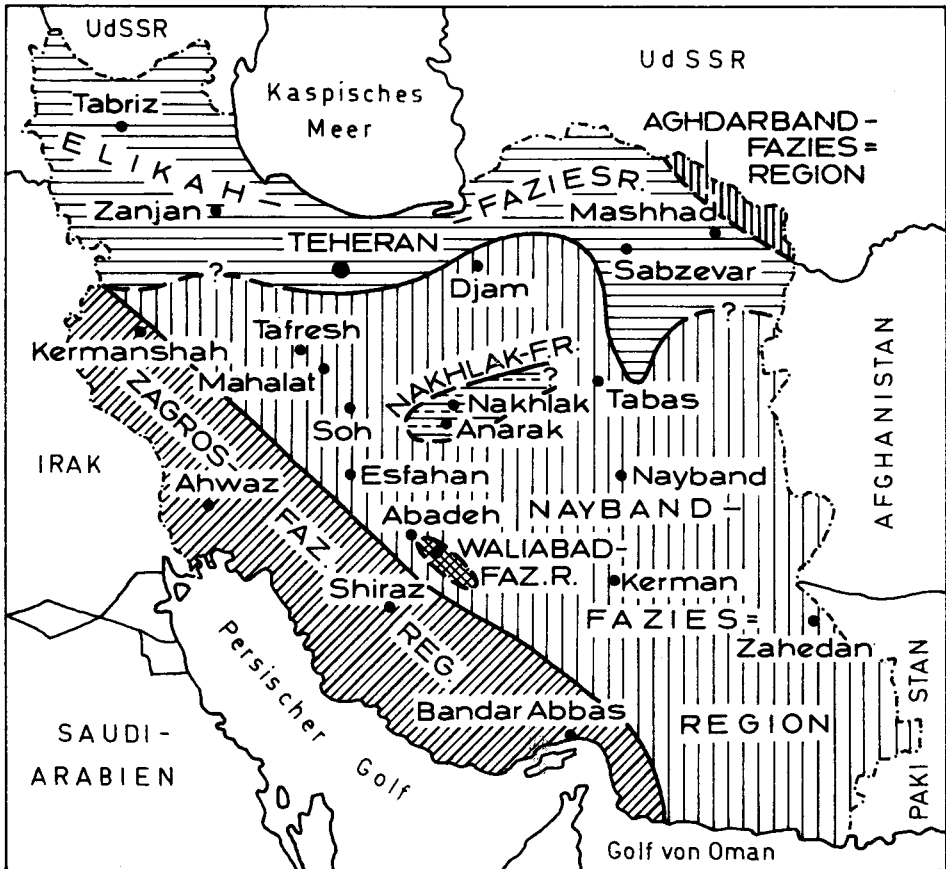 UdSSR
UdSSR
Kaspisches
Meer
Tabriz
AGHDARBAND-
FAZIES=
REGION
ELIKAH-
FAZIESR.
Zanjan
Mashhad
TEHERAN
Sabzevar
?
Djam
?
Tafresh
Kermanshah
Mahalat
NAKHLAK-F.R.
?
Nakhlak
Tabas
Anarak
AFGHANISTAN
ZAGROS-
FAZ.
REG.
Soh
IRAK
Esfahan
Nayband
Ahwaz
NAYBAND-
Abadeh
WALIABAD-
FAZ.R.
Shiraz
Kerman
FAZIES=
Zahedan
Persischer
Golf
Bandar Abbas
REGION
SAUDI-
ARABIEN
PAKISTAN
Golf von Oman